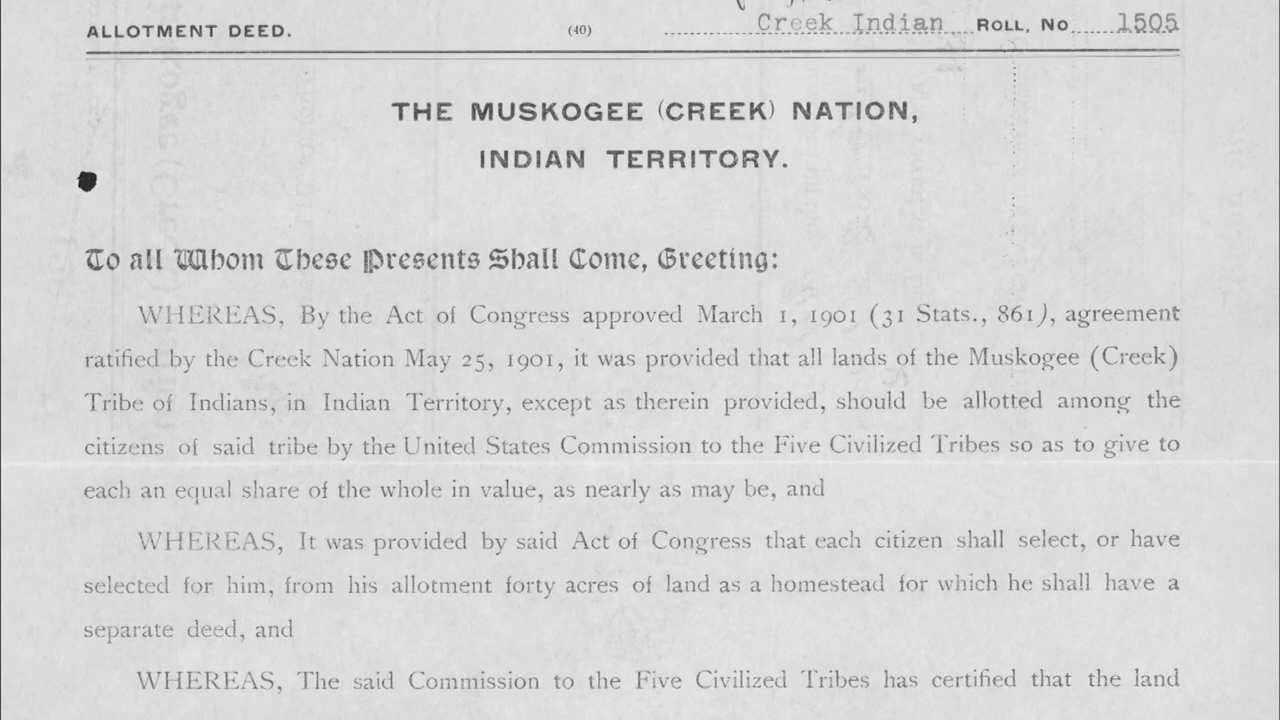 ALLOTMENT DEED. (40) Creek Indian ROLL, NO 1505
THE MUSKOGEE (CREEK) NATION,
INDIAN TERRITORY.
To all Whom These Presents Shall Come, Greeting:
WHEREAS, By the Act of Congress approved March 1, 1901 (31 Stats., 861), agreement
ratified by the Creek Nation May 25, 1901, it was provided that all lands of the Muskogee (Creek)
Tribe of Indians, in Indian Territory, except as therein provided, should be allotted among the
citizens of said tribe by the United States Commission to the Five Civilized Tribes so as to give to
each an equal share of the whole in value, as nearly as may be, and
WHEREAS, It was provided by said Act of Congress that each citizen shall select, or have
selected for him, from his allotment forty acres of land as a homestead for which he shall have a
separate deed, and
WHEREAS, The said Commission to the Five Civilized Tribes has certified that the land